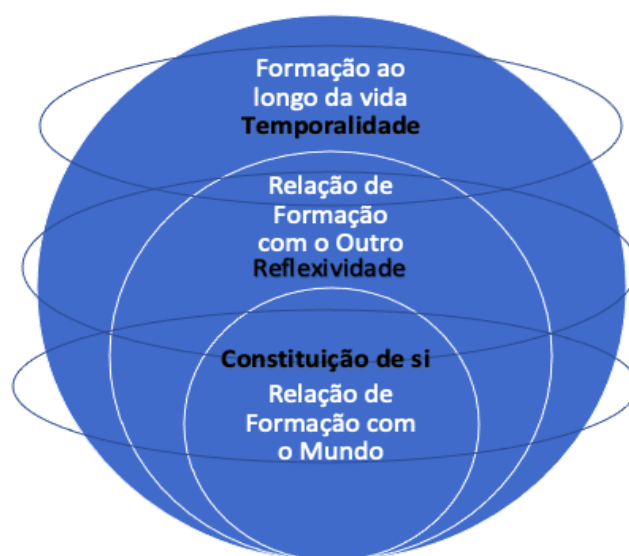 Formação ao
longo da vida
Temporalidade
Relação de
Formação
com o Outro
Reflexividade
Constituição de si
Relação de
Formação com
o Mundo